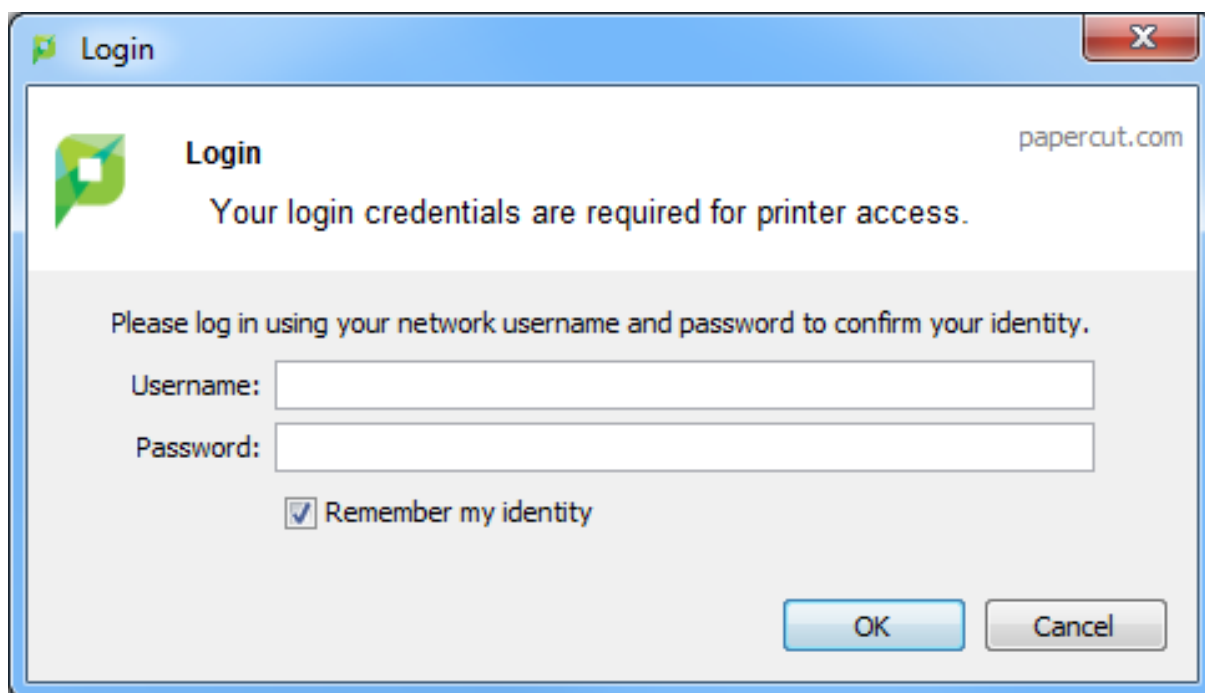 Login
Login
papercut.com
Your login credentials are required for printer access.
Please log in using your network username and password to confirm your identity.
Username:
Password:
Remember my identity
OK Cancel